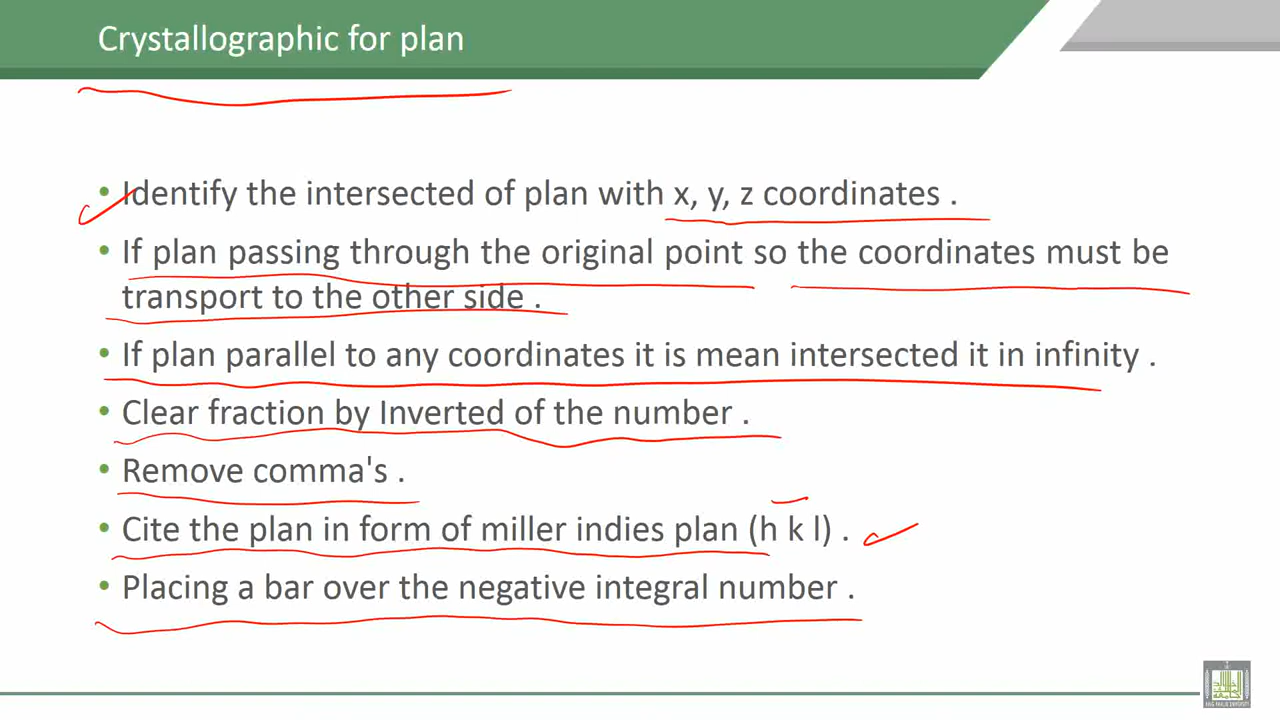 Crystallographic for plan
• Identify the intersected of plan with x, y, z coordinates .
• If plan passing through the original point so the coordinates must be
transport to the other side .
• If plan parallel to any coordinates it is mean intersected it in infinity .
• Clear fraction by Inverted of the number .
• Remove comma's .
• Cite the plan in form of miller indies plan (h k l) .
• Placing a bar over the negative integral number .
KING KHALID UNIVERSITY